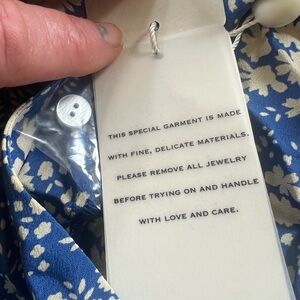 THIS SPECIAL GARMENT IS MADE
WITH FINE, DELICATE MATERIALS.
PLEASE REMOVE ALL JEWELRY
BEFORE TRYING ON AND HANDLE
WITH LOVE AND CARE.